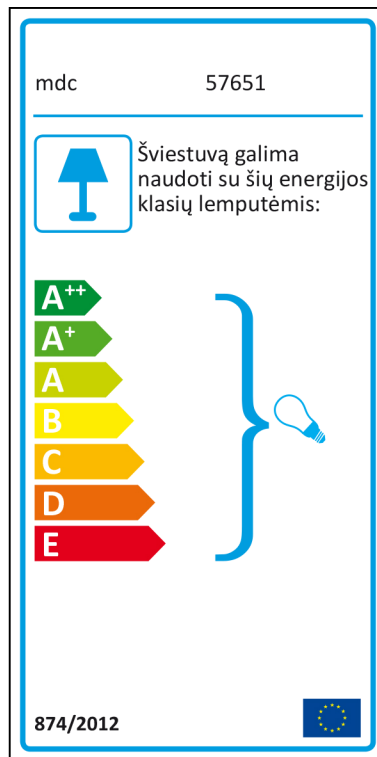 mdc 57651
Šviestuvą galima
naudoti su šių energijos
klasių lemputėmis:
A++
A+
A
B
C
D
E
874/2012